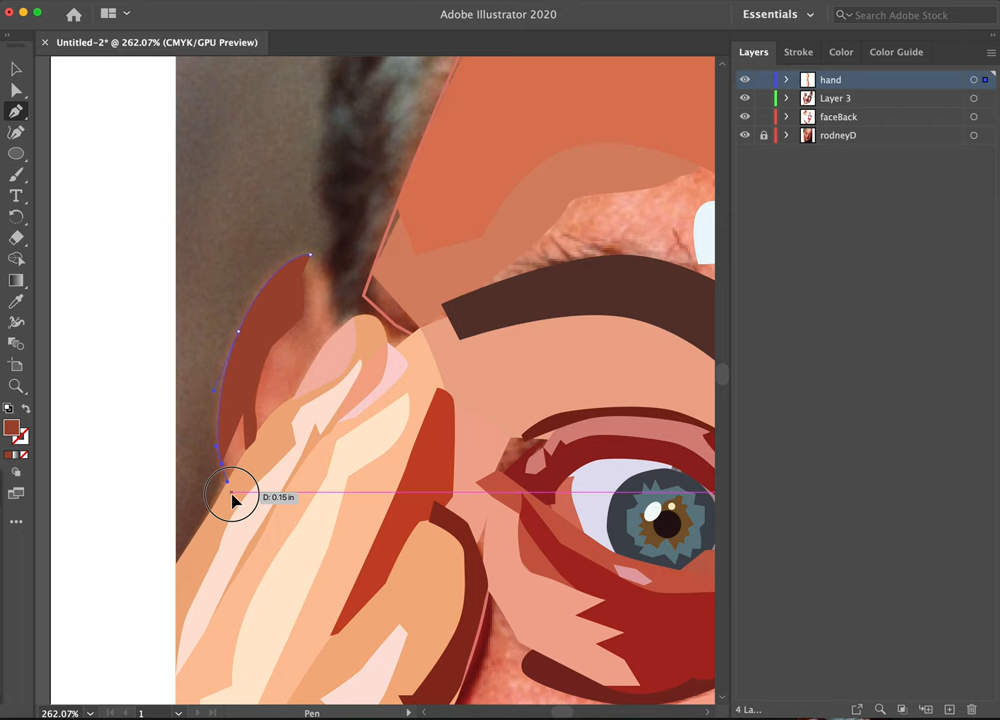 Adobe Illustrator 2020
Essentials
Search Adobe Stock
Untitled-2* @ 262.07% (CMYK/GPU Preview)
Layers
Stroke
Color
Color Guide
hand
Layer 3
faceBack
rodneyD
D: 0.15 in
262.07%
1
Pen
4 La...